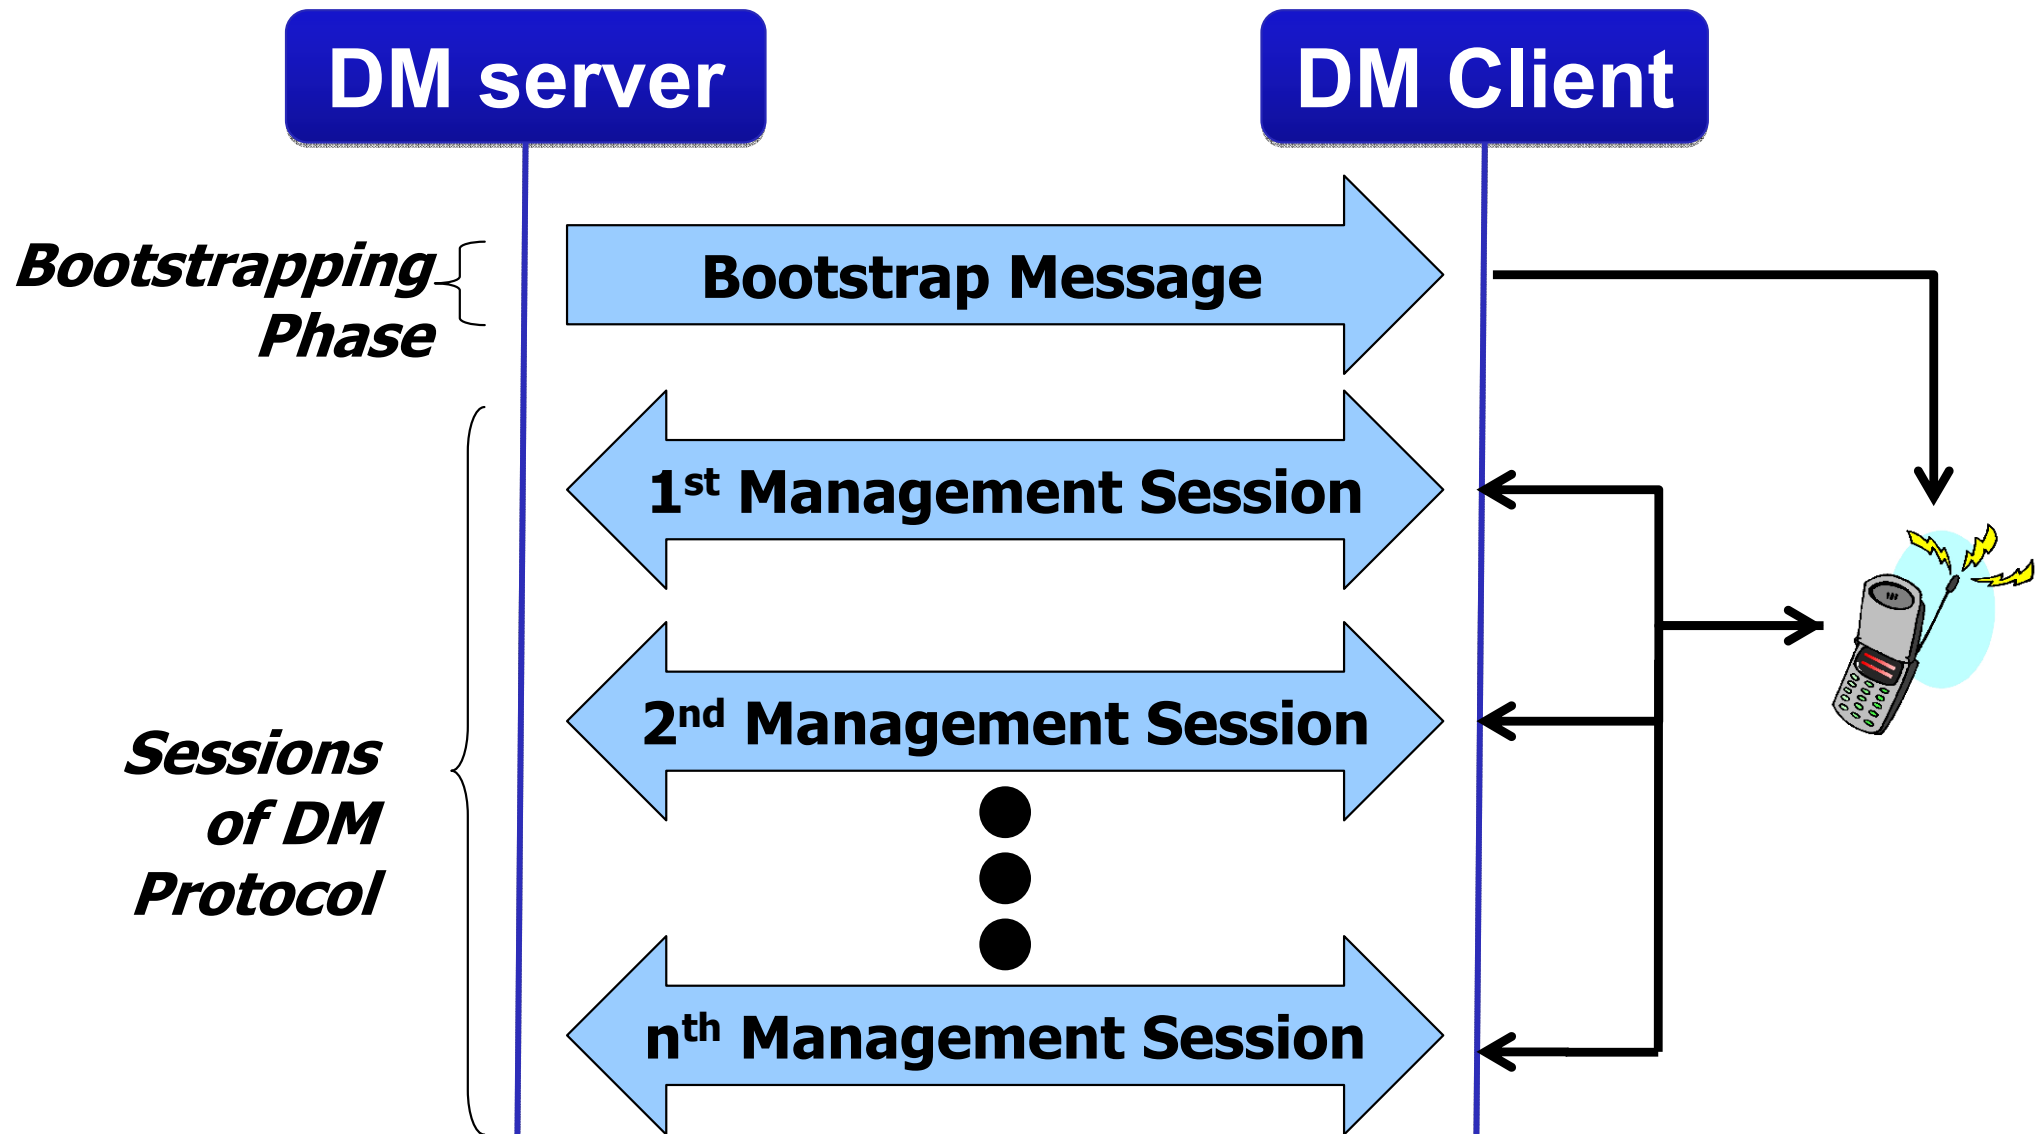 DM server
DM Client
Bootstrapping
Phase
Bootstrap Message
1st Management Session
2nd Management Session
Sessions
of DM
Protocol
nth Management Session